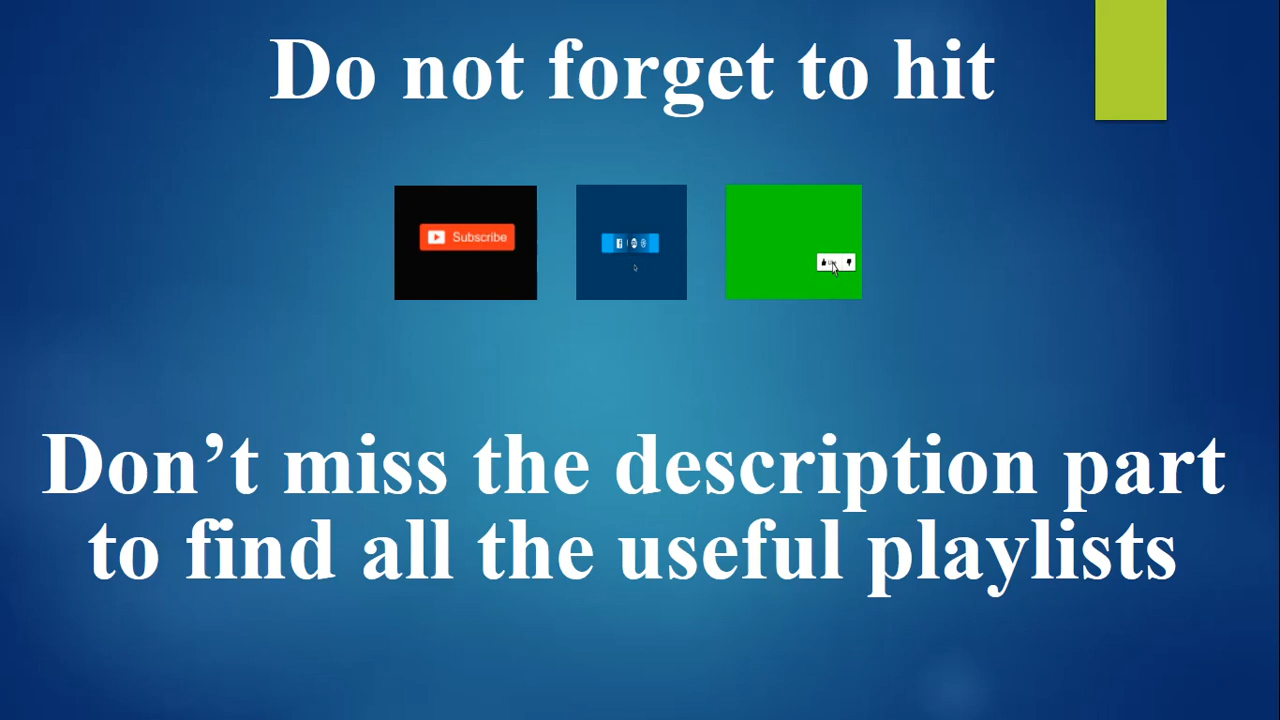 Do not forget to hit
Subscribe
Don’t miss the description part
to find all the useful playlists